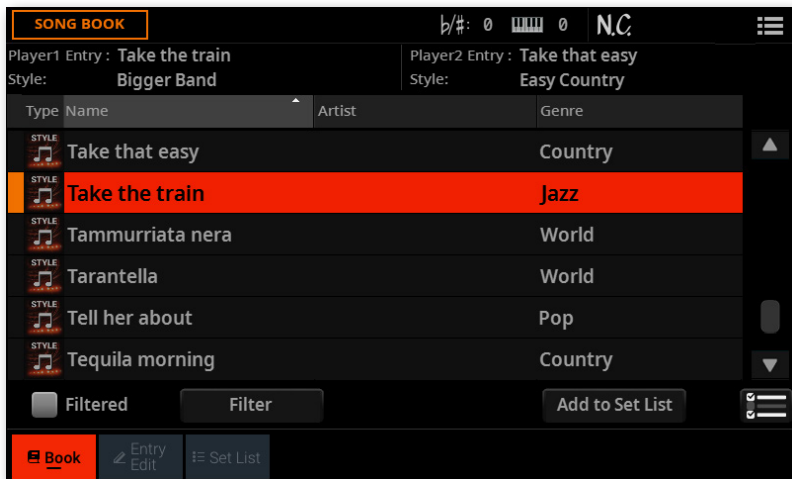 SONG BOOK ♭/♯: 0 0 N.C.
Player1 Entry : Take the train Player2 Entry : Take that easy
Style: Bigger Band Style: Easy Country
Type Name Artist Genre
STYLE Take that easy Country
STYLE Take the train Jazz
STYLE Tammurriata nera World
STYLE Tarantella World
STYLE Tell her about Pop
STYLE Tequila morning Country
Filtered Filter Add to Set List
Book Entry Edit Set List